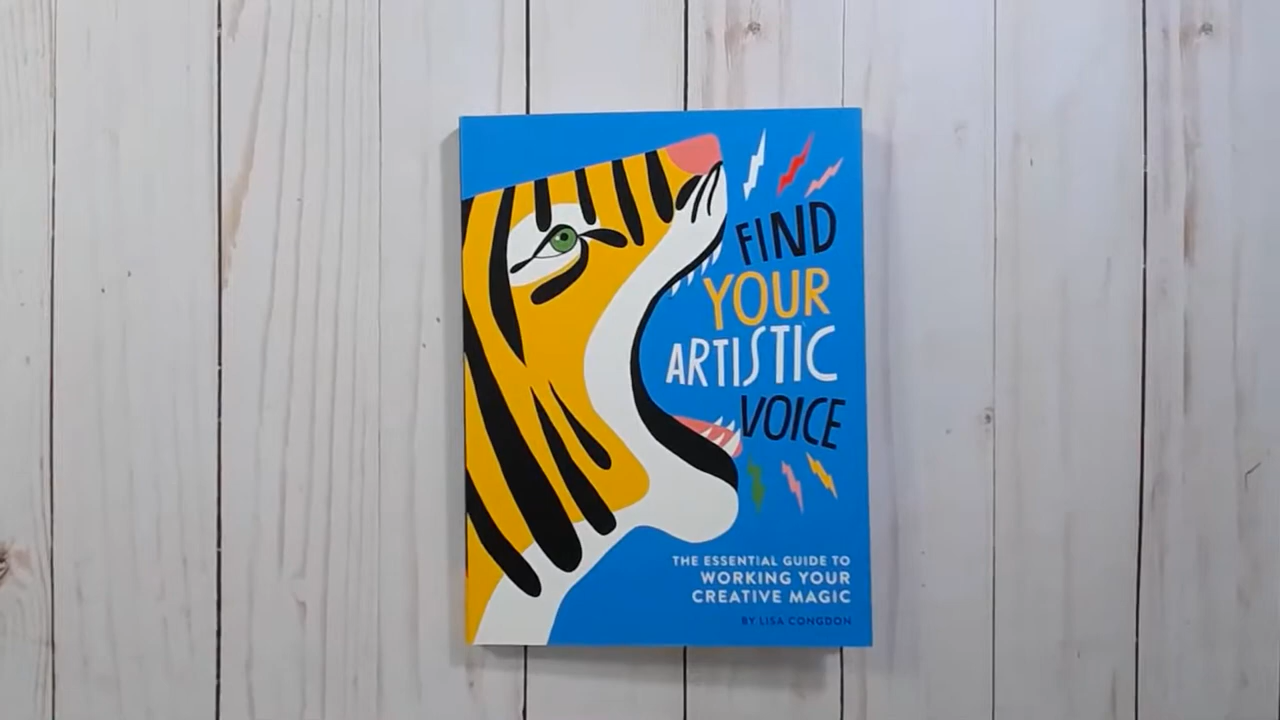 FIND
YOUR
ARTISTIC
VOICE
THE ESSENTIAL GUIDE TO
WORKING YOUR
CREATIVE MAGIC
BY LISA CONGDON